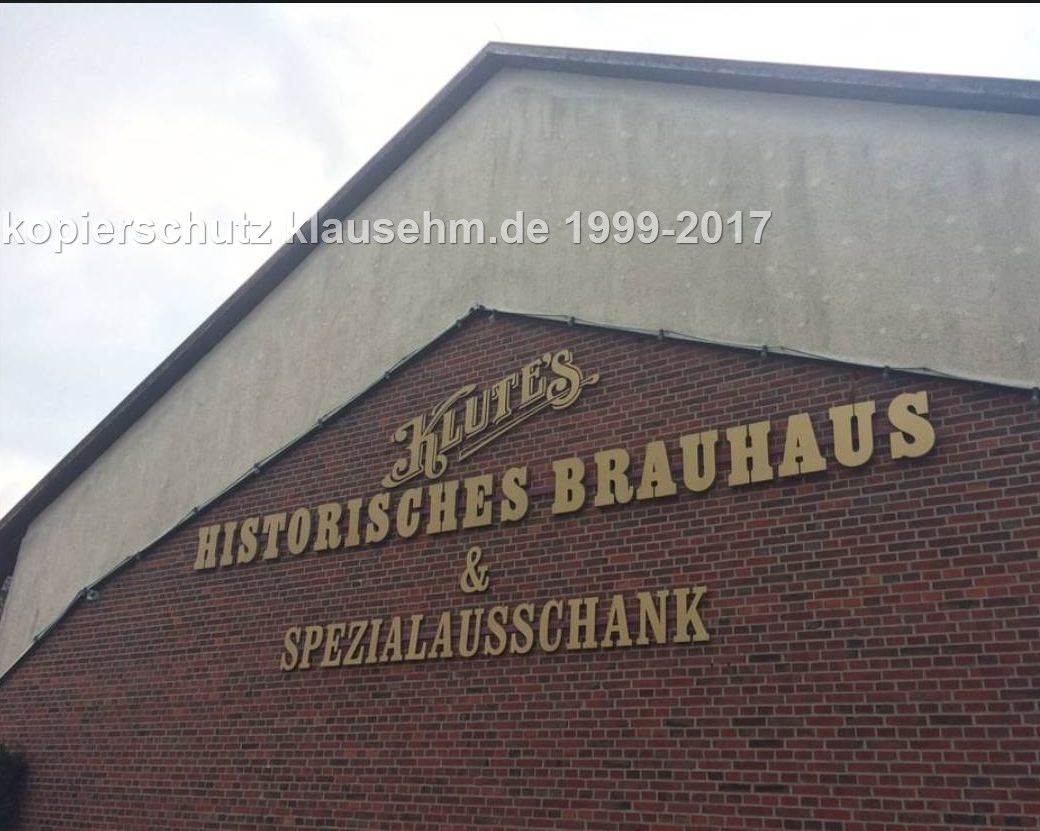 kopierschutz klausehm.de 1999-2017
KLUTE'S
HISTORISCHES BRAUHAUS
&
SPEZIALAUSSCHANK